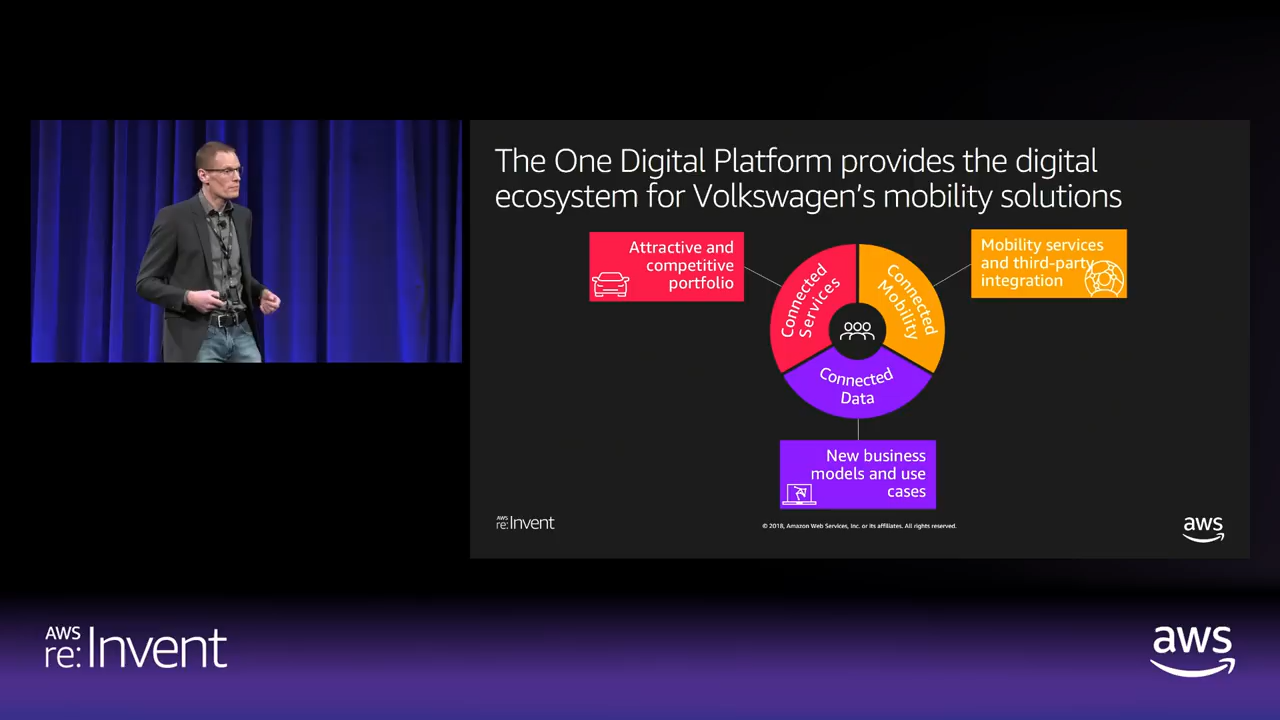 The One Digital Platform provides the digital
ecosystem for Volkswagen's mobility solutions
Attractive and
competitive
portfolio
Mobility services
and third-party
integration
Connected
Services
Connected
Mobility
Connected
Data
New business
models and use
cases
AWS
re:Invent
© 2018, Amazon Web Services, Inc. or its affiliates. All rights reserved.
aws
AWS
re:Invent
aws